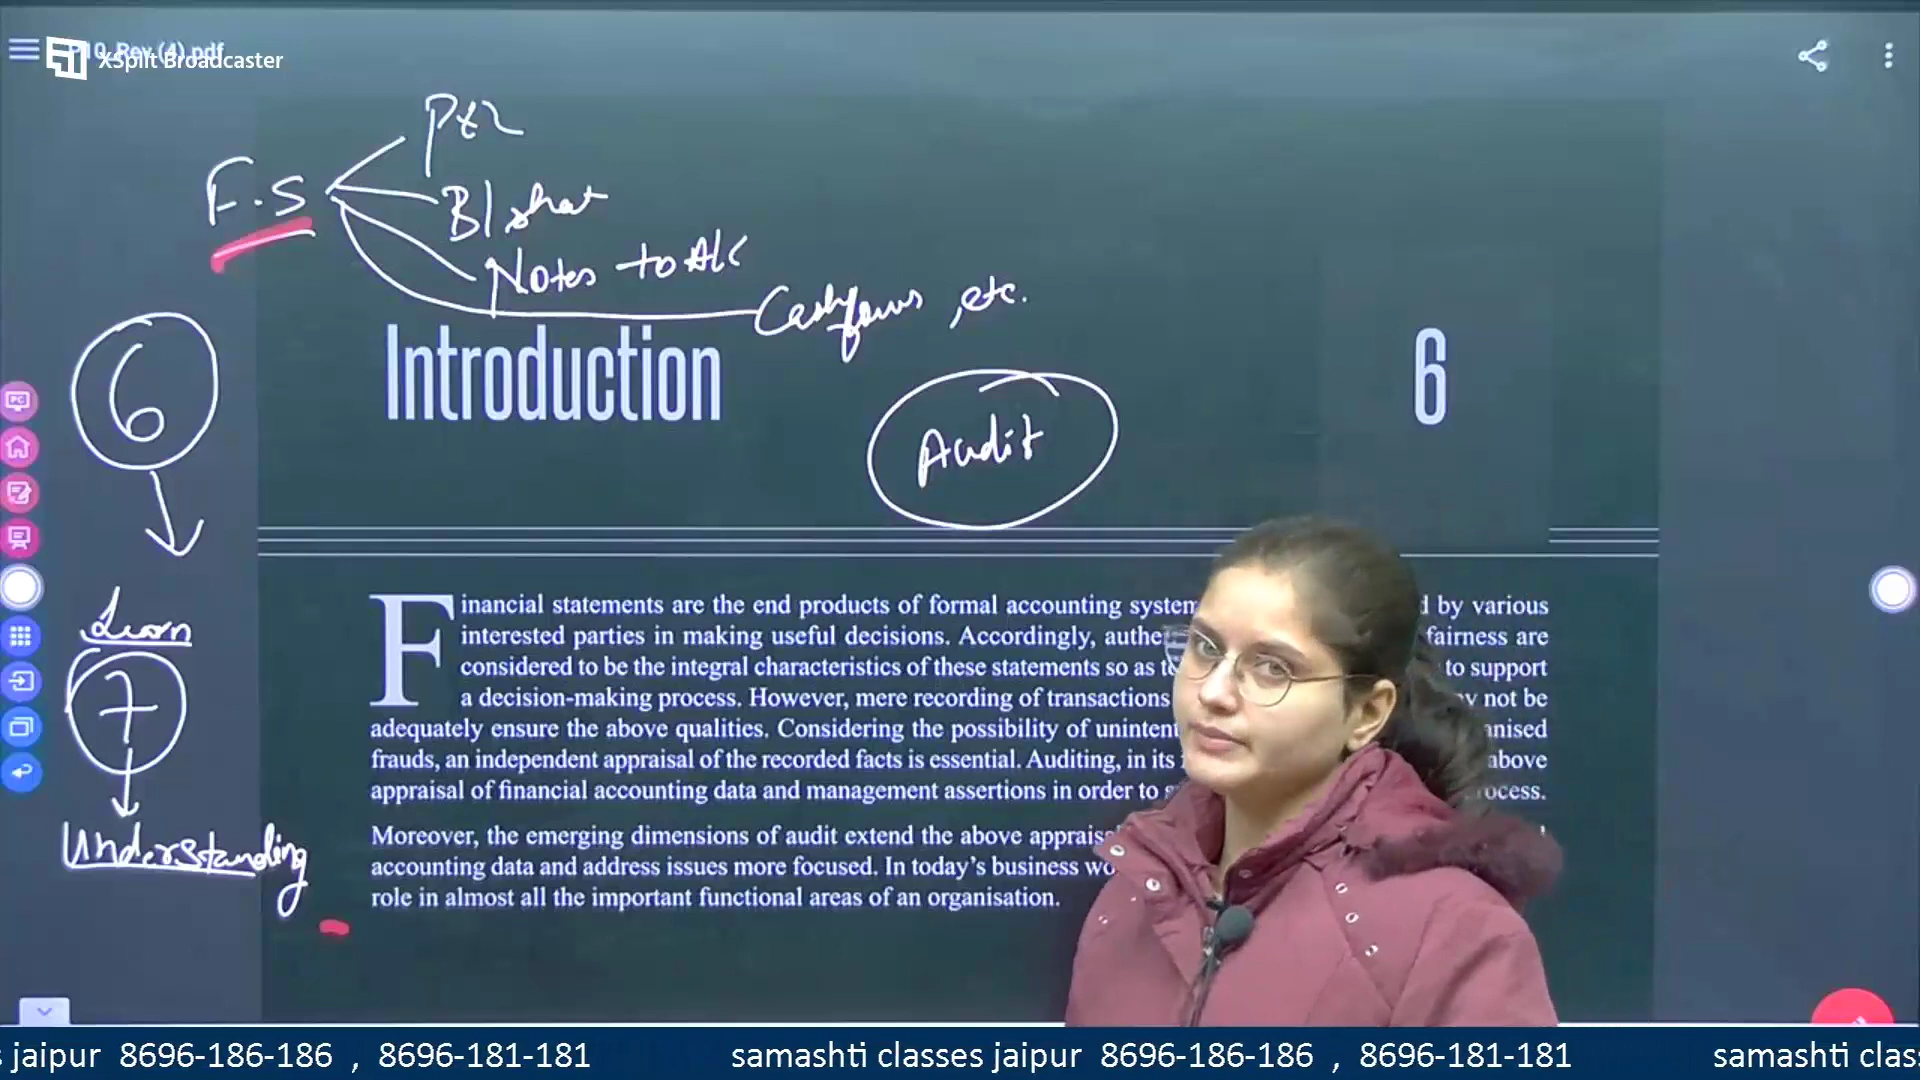 P10_Rev (4).pdf
XSplit Broadcaster
P&L
F.S
B/sheet
Notes to A/c
Cashflows, etc.
Introduction 6
6
Audit
Learn
7
Understanding
Financial statements are the end products of formal accounting system d by various
interested parties in making useful decisions. Accordingly, authe fairness are
considered to be the integral characteristics of these statements so as to to support
a decision-making process. However, mere recording of transactions not be
adequately ensure the above qualities. Considering the possibility of unintent anised
frauds, an independent appraisal of the recorded facts is essential. Auditing, in its above
appraisal of financial accounting data and management assertions in order to ocess.
Moreover, the emerging dimensions of audit extend the above apprais
accounting data and address issues more focused. In today's business wo
role in almost all the important functional areas of an organisation.
s jaipur 8696-186-186 , 8696-181-181 samashti classes jaipur 8696-186-186 , 8696-181-181 samashti clas